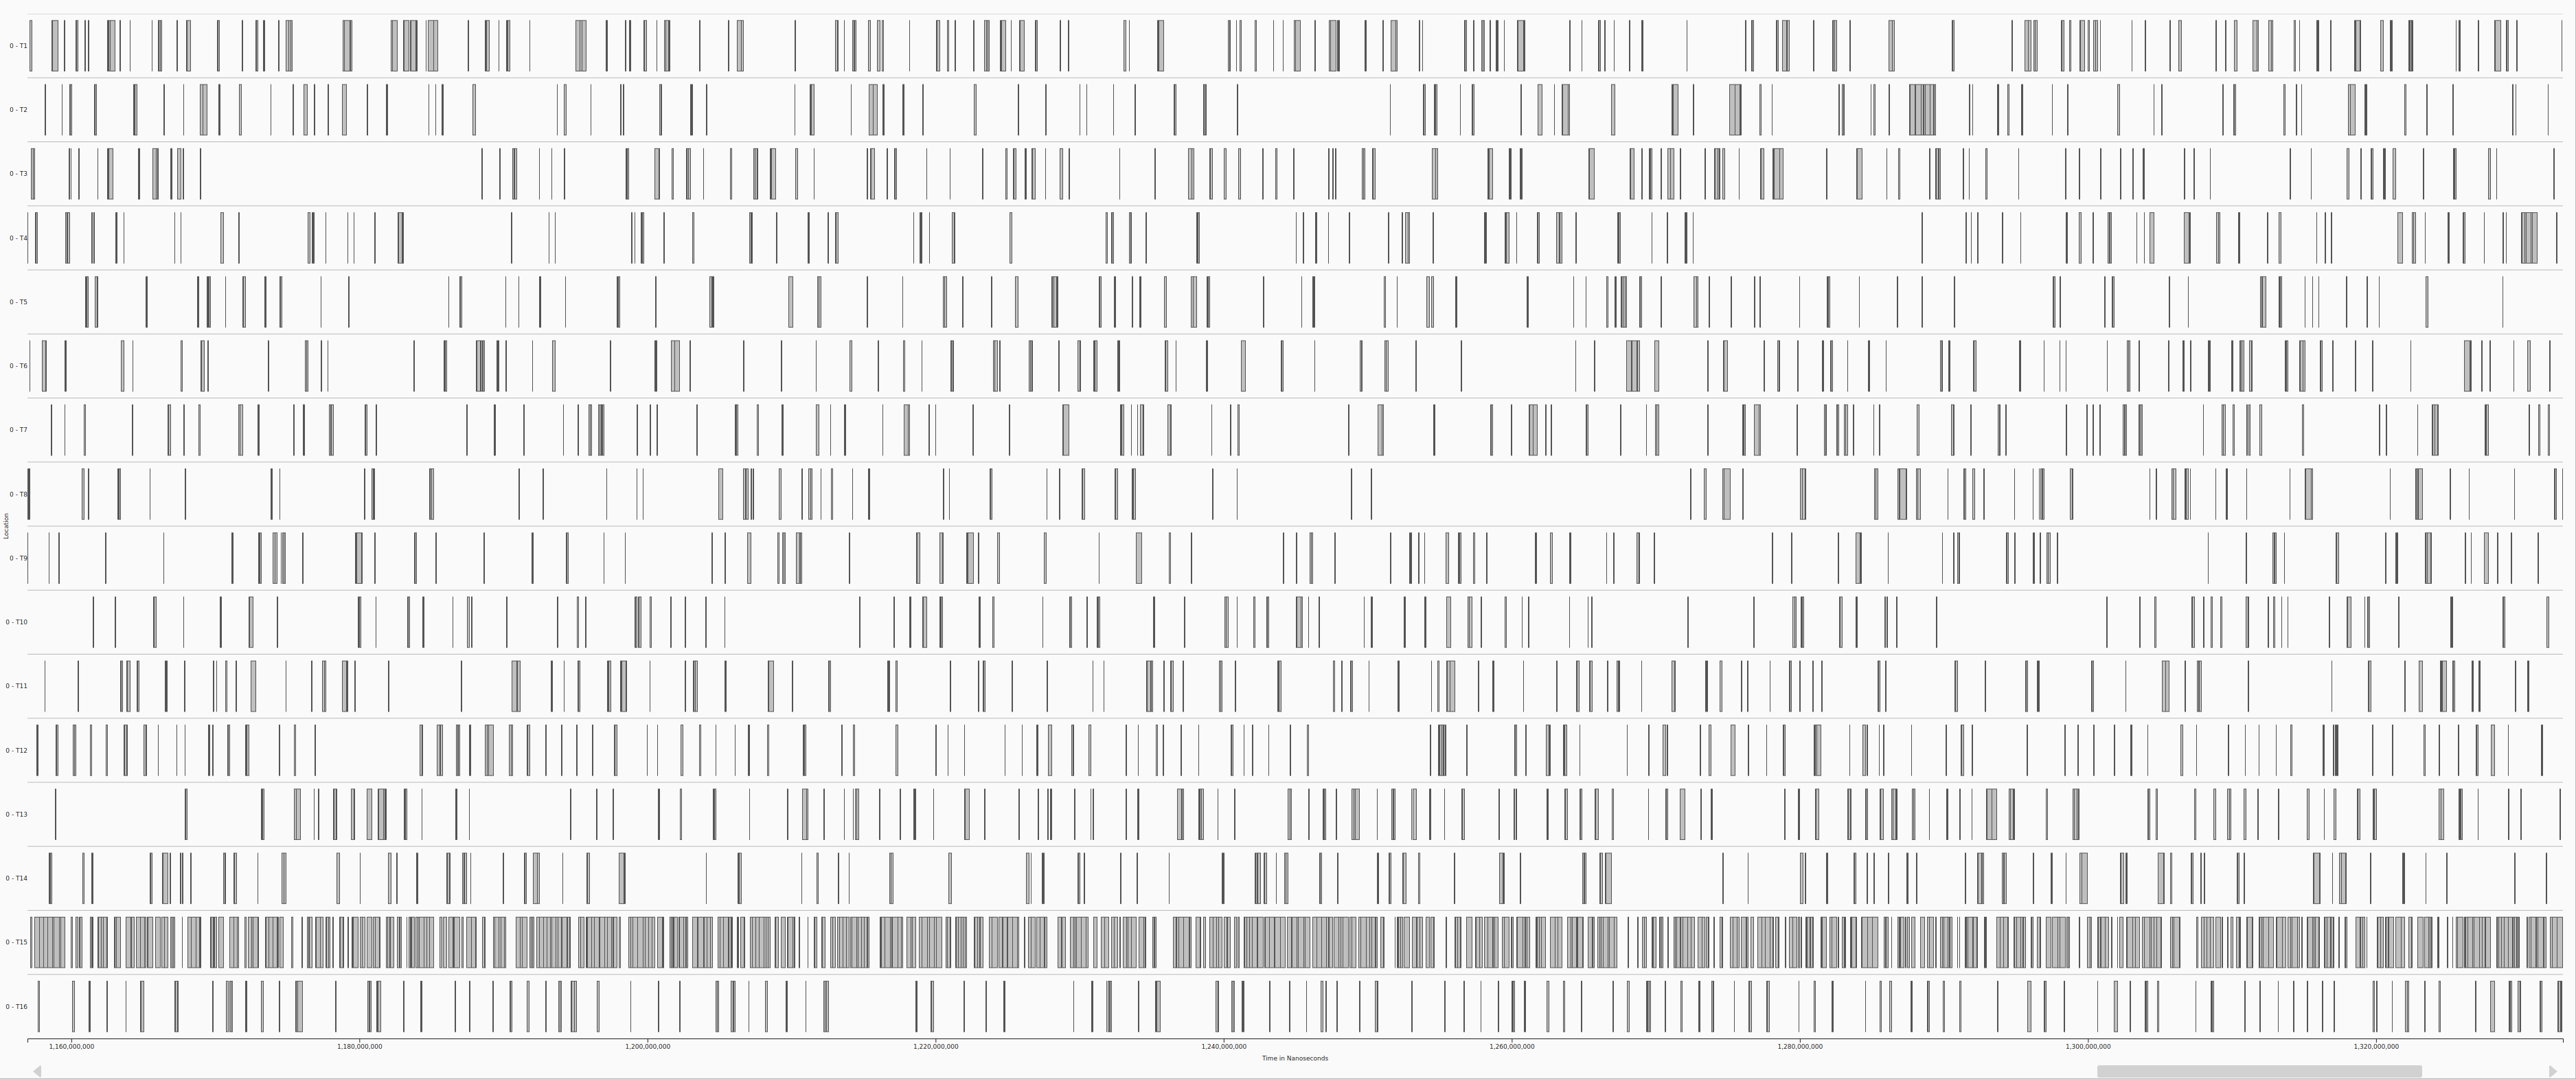 0 - T1
0 - T2
0 - T3
0 - T4
0 - T5
0 - T6
0 - T7
0 - T8
Location
0 - T9
0 - T10
0 - T11
0 - T12
0 - T13
0 - T14
0 - T15
0 - T16
1,160,000,000 1,180,000,000 1,200,000,000 1,220,000,000 1,240,000,000 1,260,000,000 1,280,000,000 1,300,000,000 1,320,000,000
Time in Nanoseconds